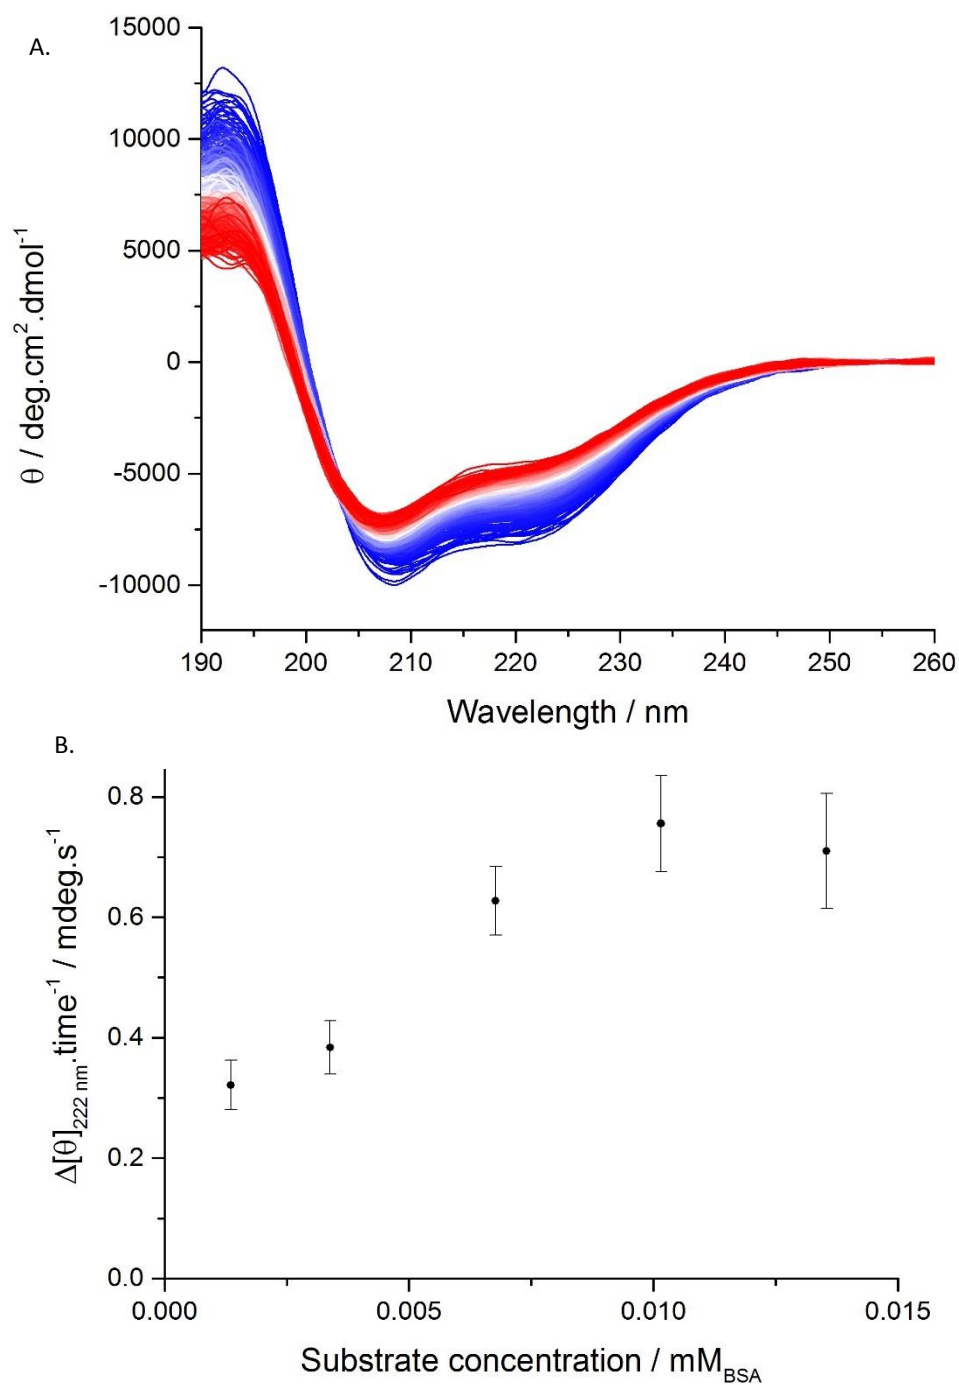 A.
15000
10000
5000
0
-5000
-10000
θ / deg.cm².dmol⁻¹
190 200 210 220 230 240 250 260
Wavelength / nm
B.
0.8
0.6
0.4
0.2
0.0
Δ[θ]₂₂₂ ₙₘ.time⁻¹ / mdeg.s⁻¹
0.000 0.005 0.010 0.015
Substrate concentration / mM_BSA